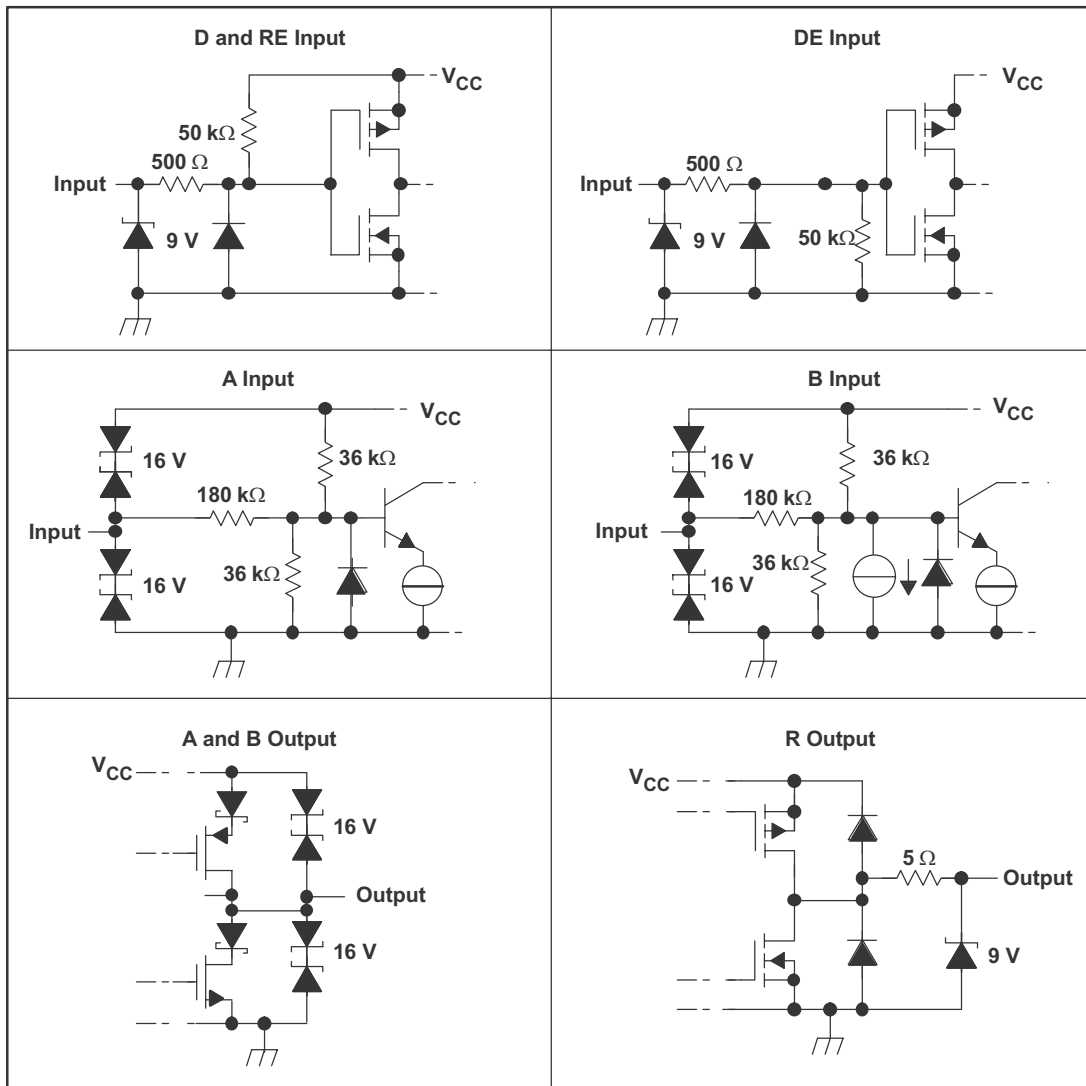 D and RE Input
V_CC
50 kΩ
500 Ω
Input
9 V
DE Input
V_CC
500 Ω
Input
9 V
50 kΩ
A Input
V_CC
16 V
36 kΩ
180 kΩ
Input
36 kΩ
16 V
B Input
V_CC
16 V
36 kΩ
180 kΩ
Input
36 kΩ
16 V
A and B Output
V_CC
16 V
Output
16 V
R Output
V_CC
5 Ω
Output
9 V